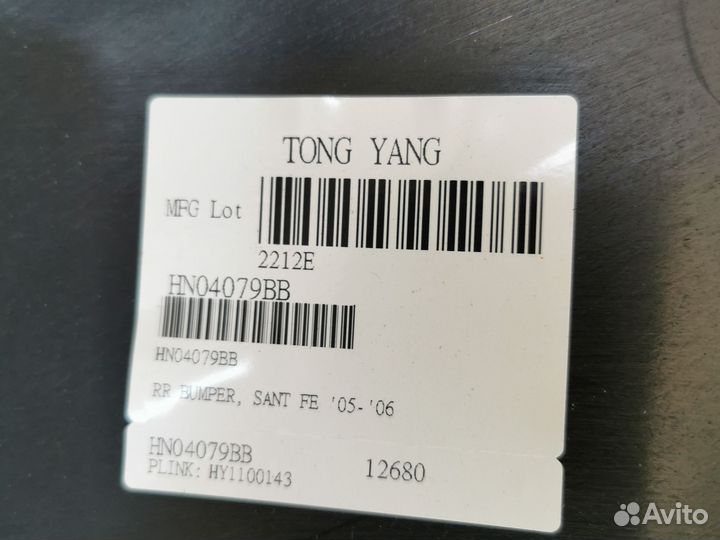 TONG YANG
MFG Lot
2212E
HN04079BB
HN04079BB
RR BUMPER, SANT FE '05-'06
HN04079BB
PLINK: HY1100143 12680
Avito